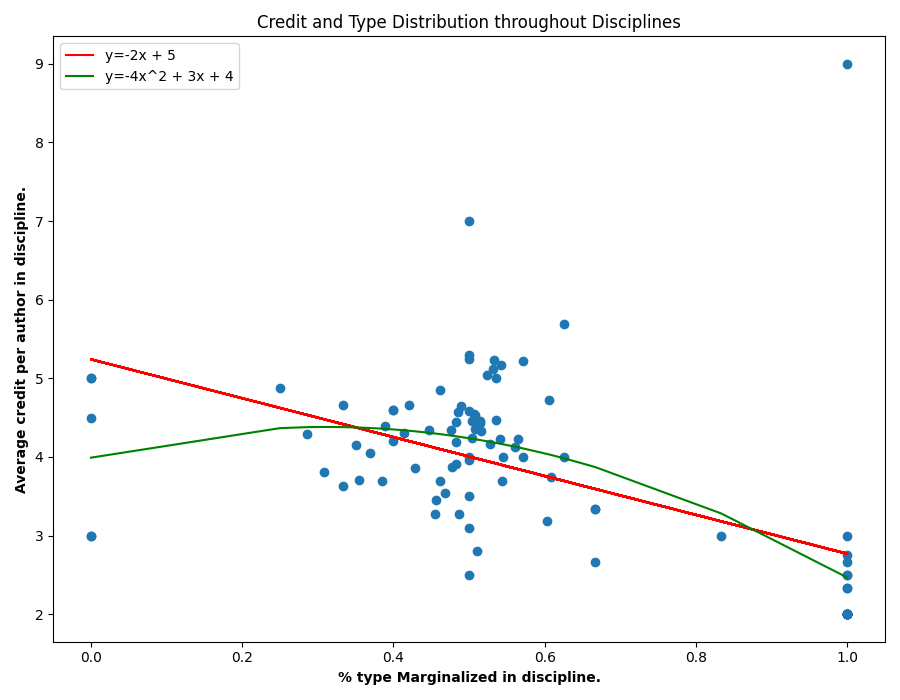 Credit and Type Distribution throughout Disciplines
y=-2x + 5
y=-4x^2 + 3x + 4
Average credit per author in discipline.
9
8
7
6
5
4
3
2
0.0 0.2 0.4 0.6 0.8 1.0
% type Marginalized in discipline.